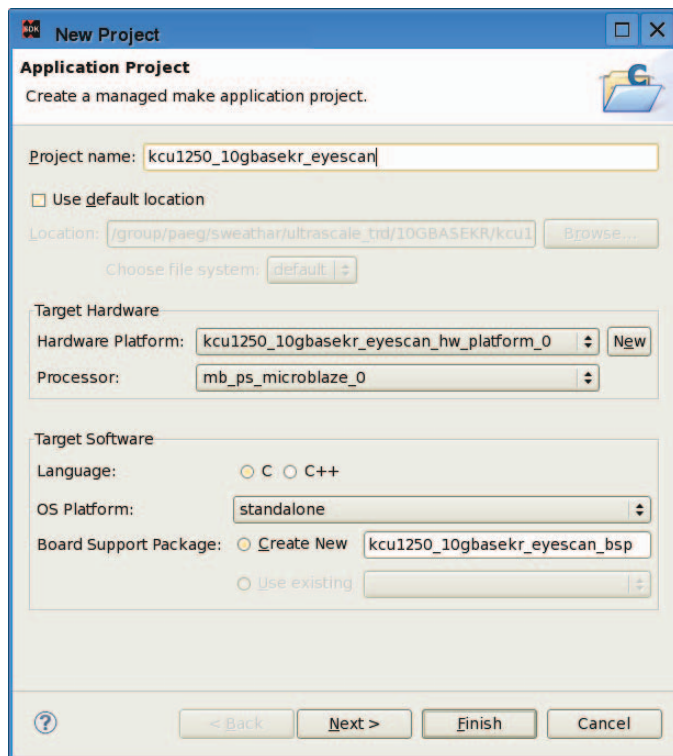 SDK New Project
Application Project
Create a managed make application project.
C
Project name: kcu1250_10gbasekr_eyescan
Use default location
Location: /group/paeg/sweathar/ultrascale_trd/10GBASEKR/kcu1 Browse...
Choose file system: default
Target Hardware
Hardware Platform: kcu1250_10gbasekr_eyescan_hw_platform_0 New
Processor: mb_ps_microblaze_0
Target Software
Language: C C++
OS Platform: standalone
Board Support Package: Create New kcu1250_10gbasekr_eyescan_bsp
Use existing
? < Back Next > Finish Cancel